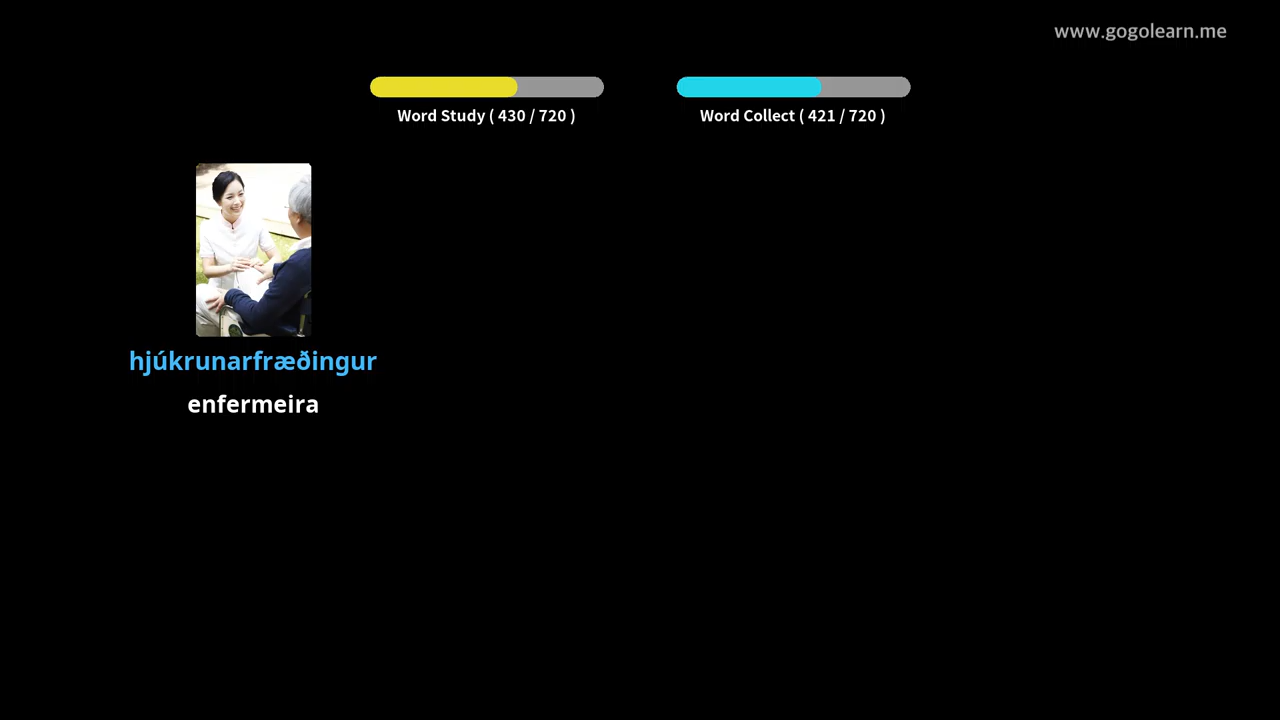 www.gogolearn.me
Word Study ( 430 / 720 )
Word Collect ( 421 / 720 )
hjúkrunarfræðingur
enfermeira